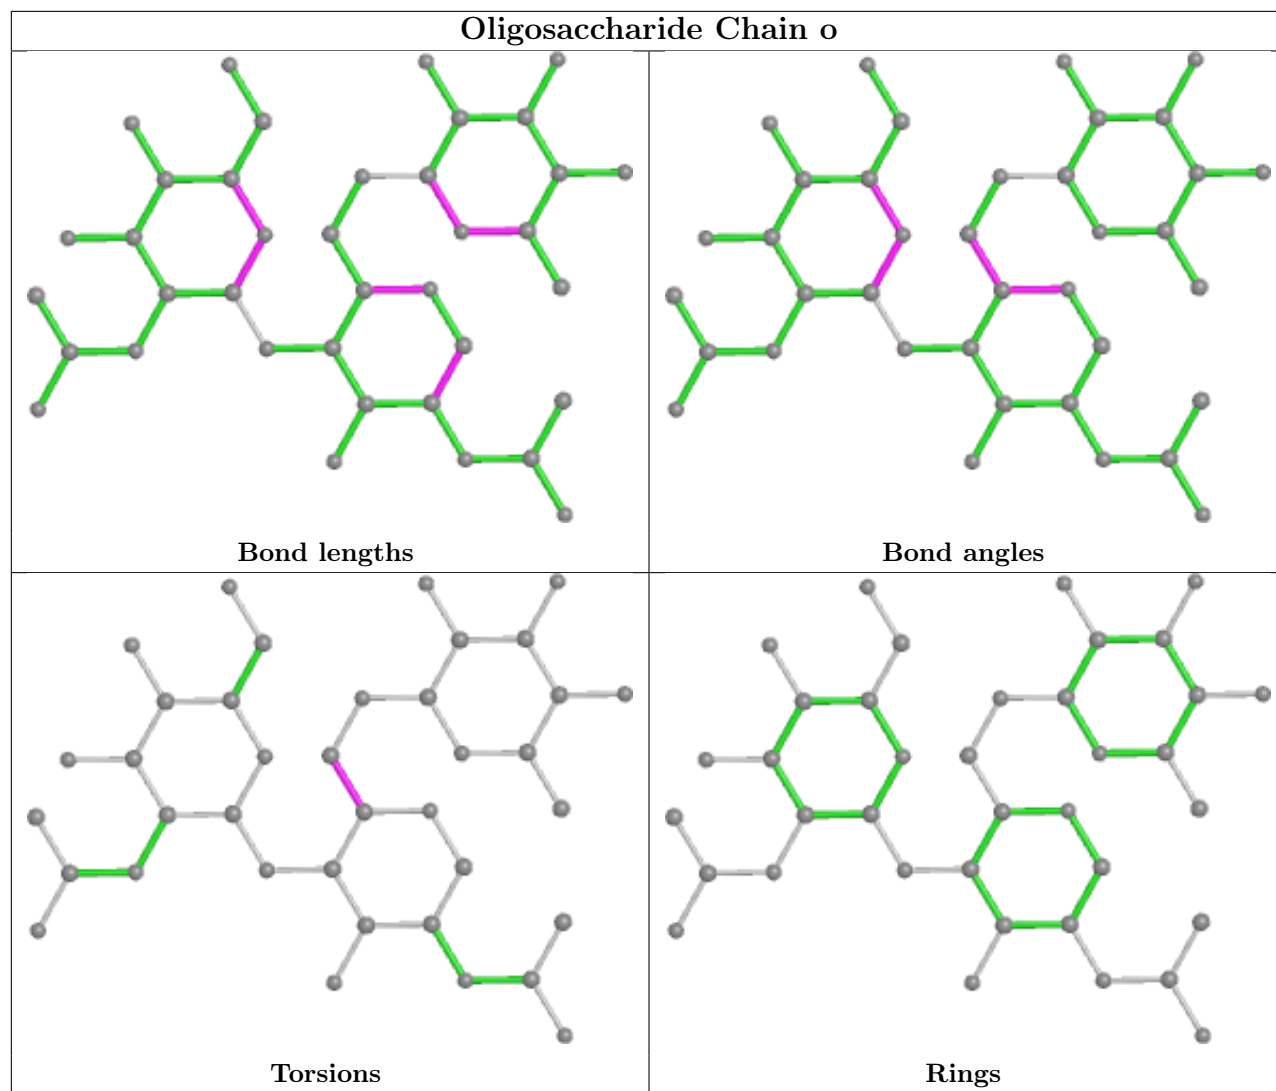 Oligosaccharide Chain o
Bond lengths
Bond angles
Torsions
Rings